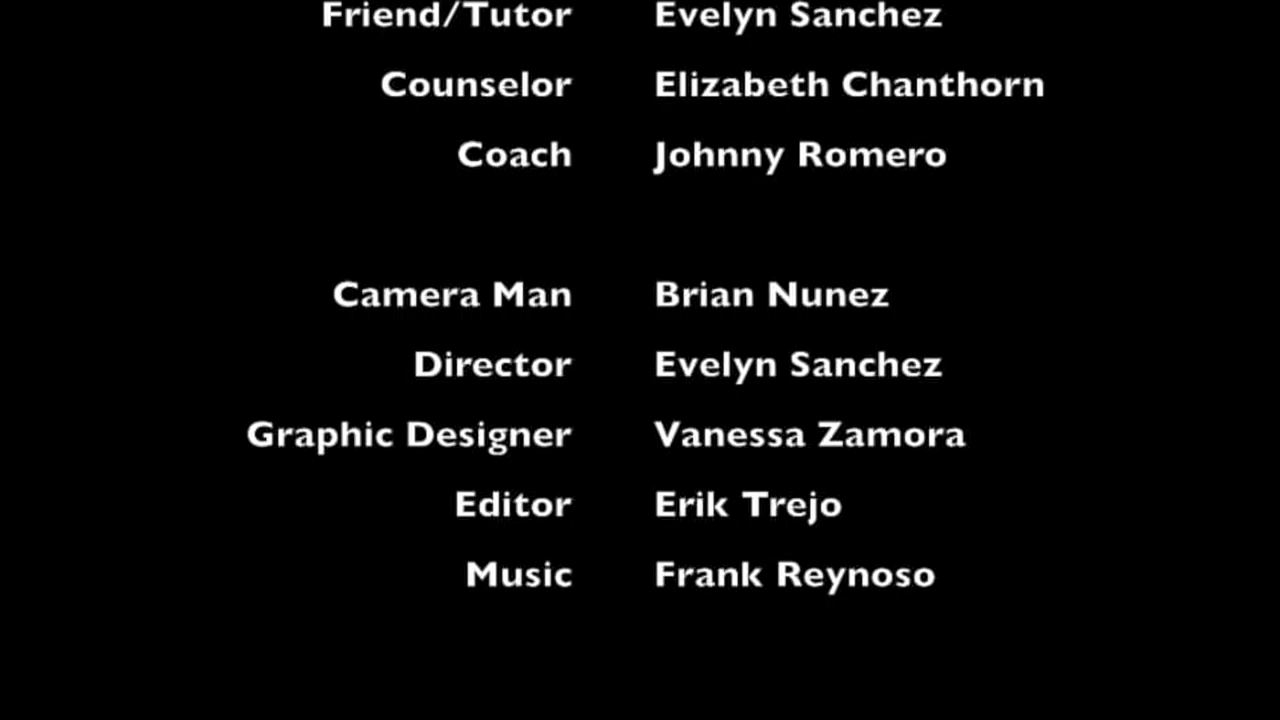 Friend/Tutor Evelyn Sanchez
Counselor Elizabeth Chanthorn
Coach Johnny Romero
Camera Man Brian Nunez
Director Evelyn Sanchez
Graphic Designer Vanessa Zamora
Editor Erik Trejo
Music Frank Reynoso